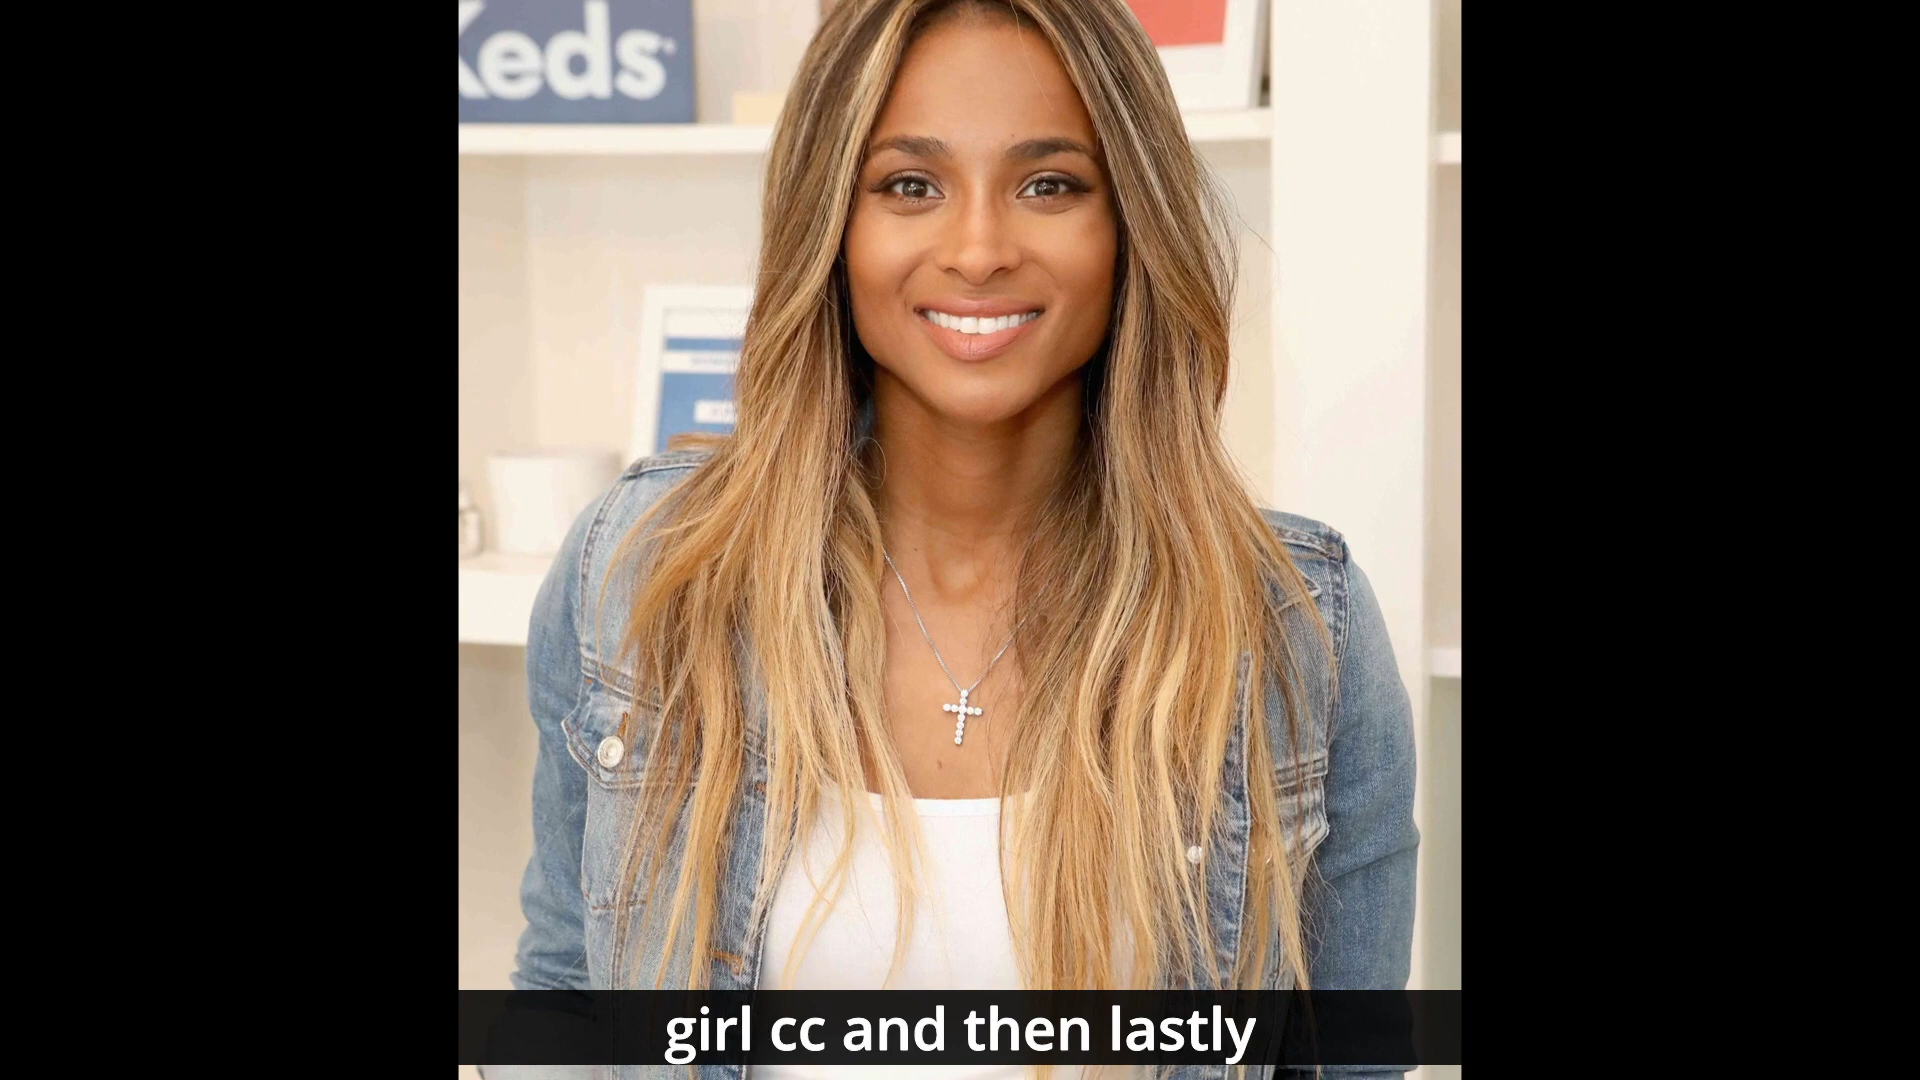 Keds
girl cc and then lastly